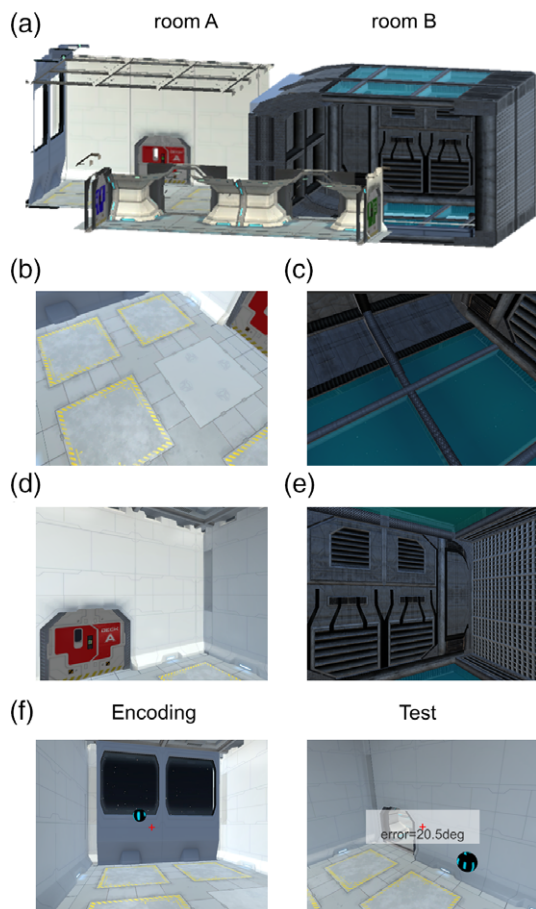 (a)
room A
room B
(b)
(c)
(d)
(e)
A
(f)
Encoding
Test
error=20.5deg